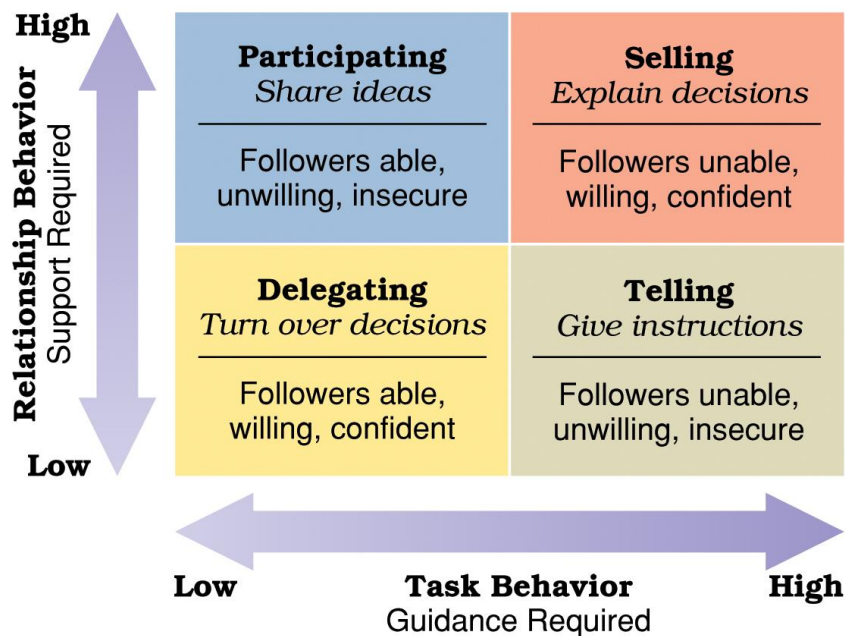 High
Relationship Behavior
Support Required
Low
Participating
Share ideas
Followers able,
unwilling, insecure
Selling
Explain decisions
Followers unable,
willing, confident
Delegating
Turn over decisions
Followers able,
willing, confident
Telling
Give instructions
Followers unable,
unwilling, insecure
Low
Task Behavior
High
Guidance Required